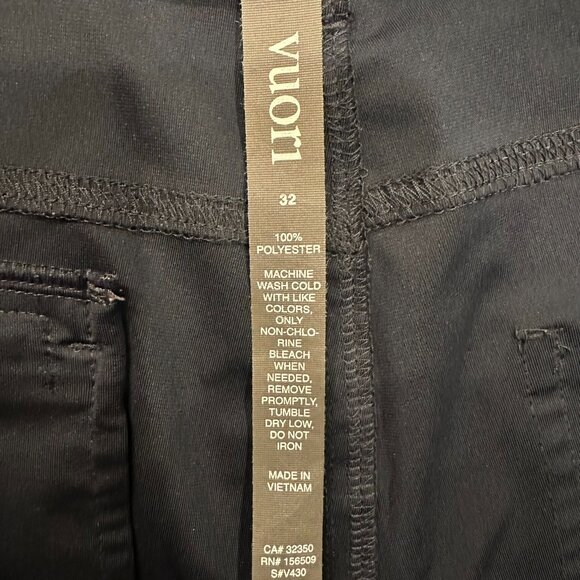 vuori
32
100%
POLYESTER
MACHINE
WASH COLD
WITH LIKE
COLORS,
ONLY
NON-CHLO-
RINE
BLEACH
WHEN
NEEDED,
REMOVE
PROMPTLY,
TUMBLE
DRY LOW,
DO NOT
IRON
MADE IN
VIETNAM
CA# 32350
RN# 156509
S#V430